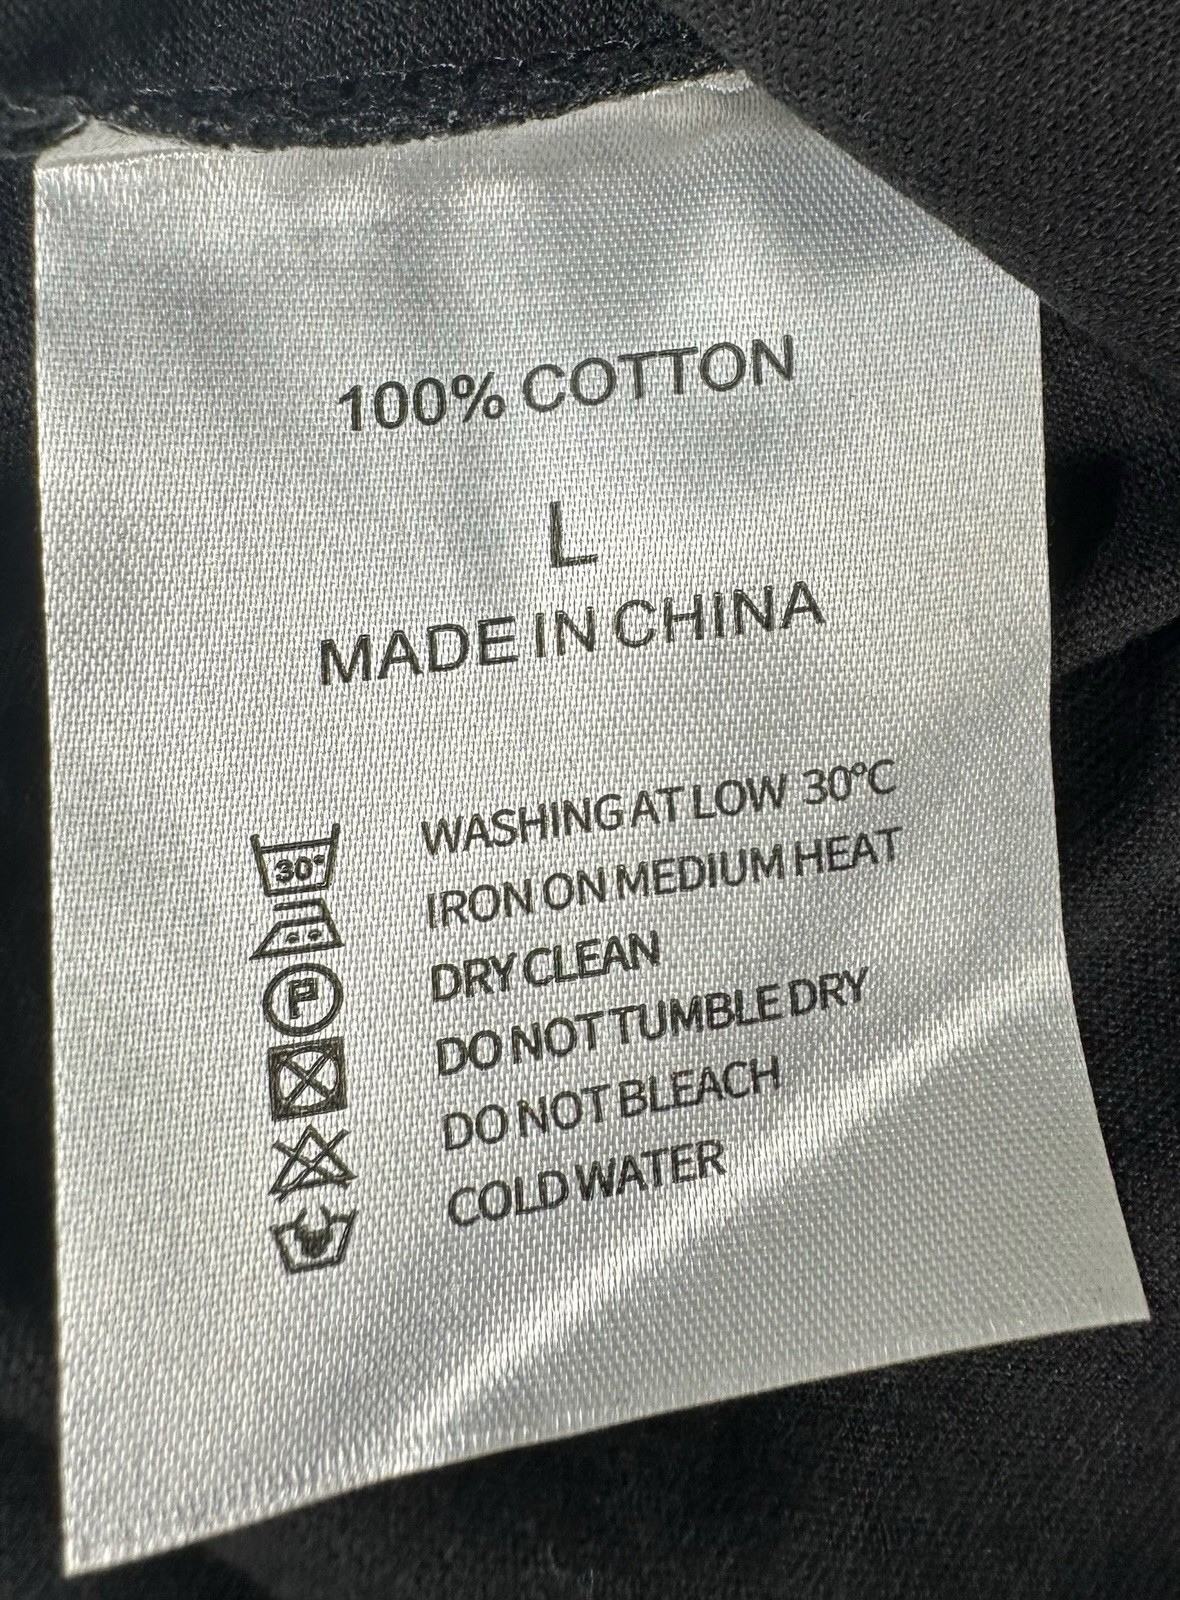 100% COTTON
L
MADE IN CHINA
30°
WASHING AT LOW 30°C
IRON ON MEDIUM HEAT
P
DRY CLEAN
DO NOT TUMBLE DRY
DO NOT BLEACH
COLD WATER